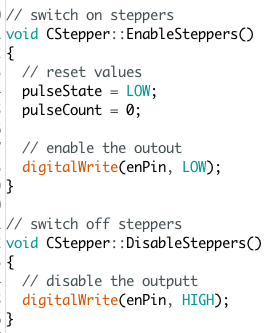 // switch on steppers
void CStepper::EnableSteppers()
{
// reset values
pulseState = LOW;
pulseCount = 0;
// enable the outout
digitalWrite(enPin, LOW);
}
// switch off steppers
void CStepper::DisableSteppers()
{
// disable the outputt
digitalWrite(enPin, HIGH);
}